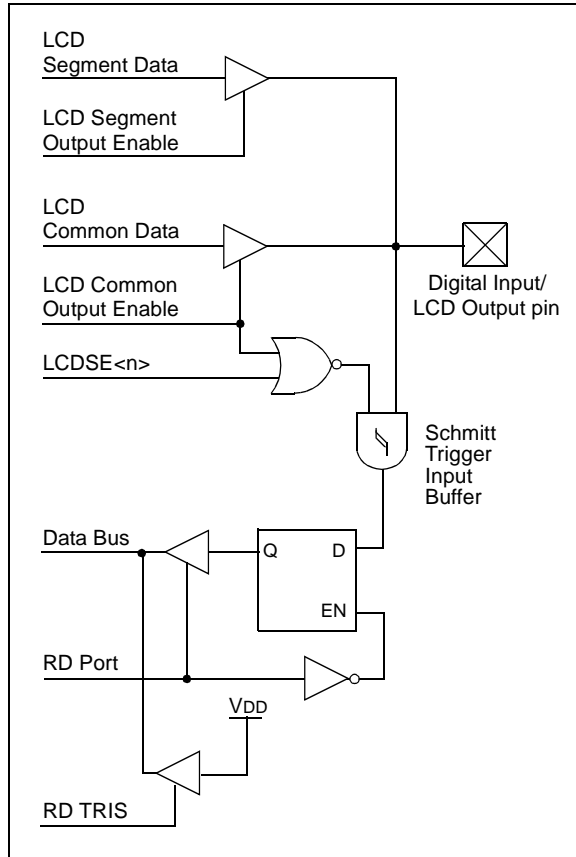 LCD
Segment Data
LCD Segment
Output Enable
LCD
Common Data
LCD Common
Output Enable
LCDSE<n>
Digital Input/
LCD Output pin
Schmitt
Trigger
Input
Buffer
Data Bus
Q
D
EN
RD Port
VDD
RD TRIS